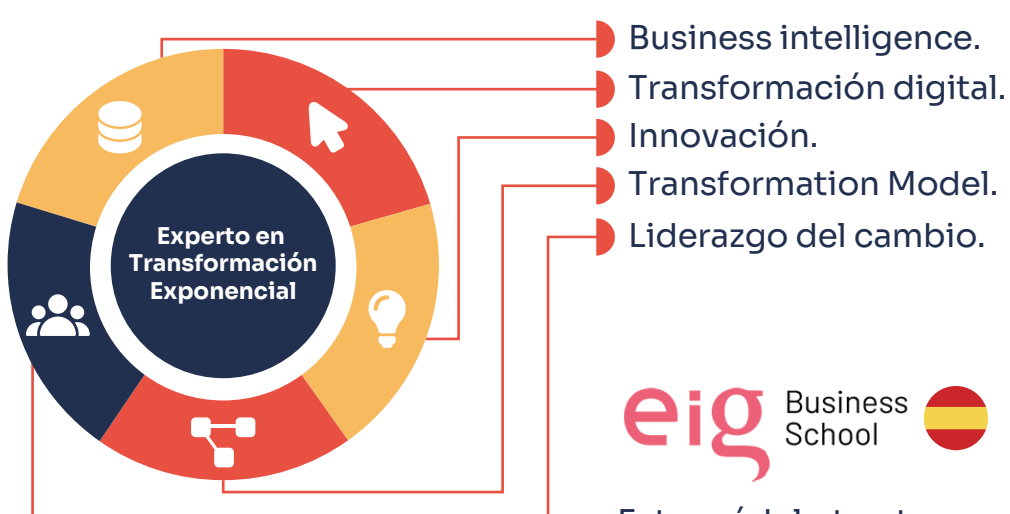 Business intelligence.
Transformación digital.
Innovación.
Transformation Model.
Liderazgo del cambio.
Experto en
Transformación
Exponencial
eig Business
School